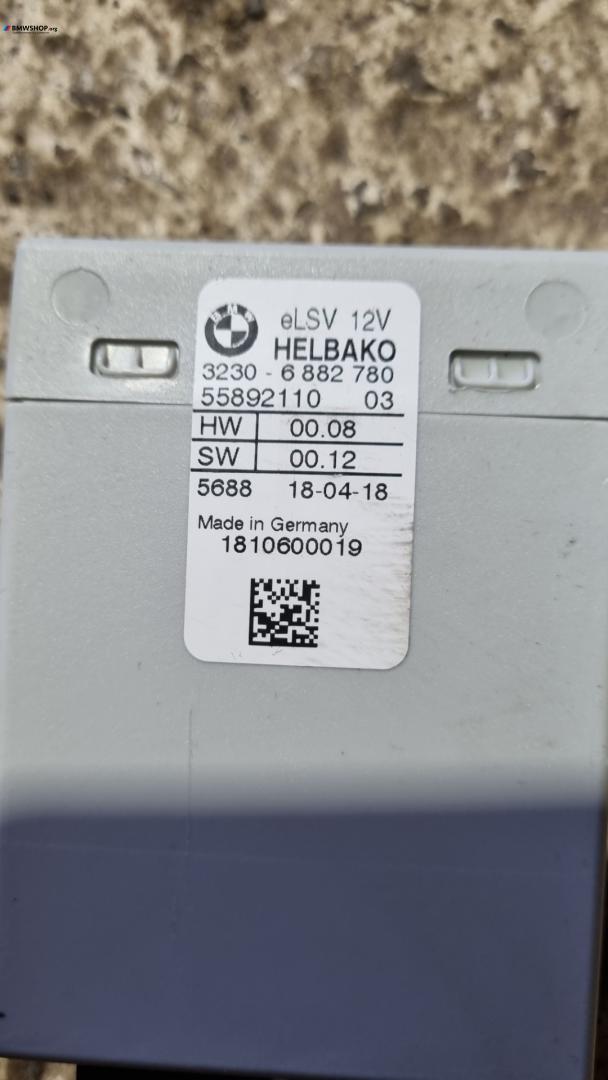 BMWSHOP.org
BMW
eLSV 12V
HELBAKO
3230 - 6 882 780
55892110 03
HW 00.08
SW 00.12
5688 18-04-18
Made in Germany
1810600019